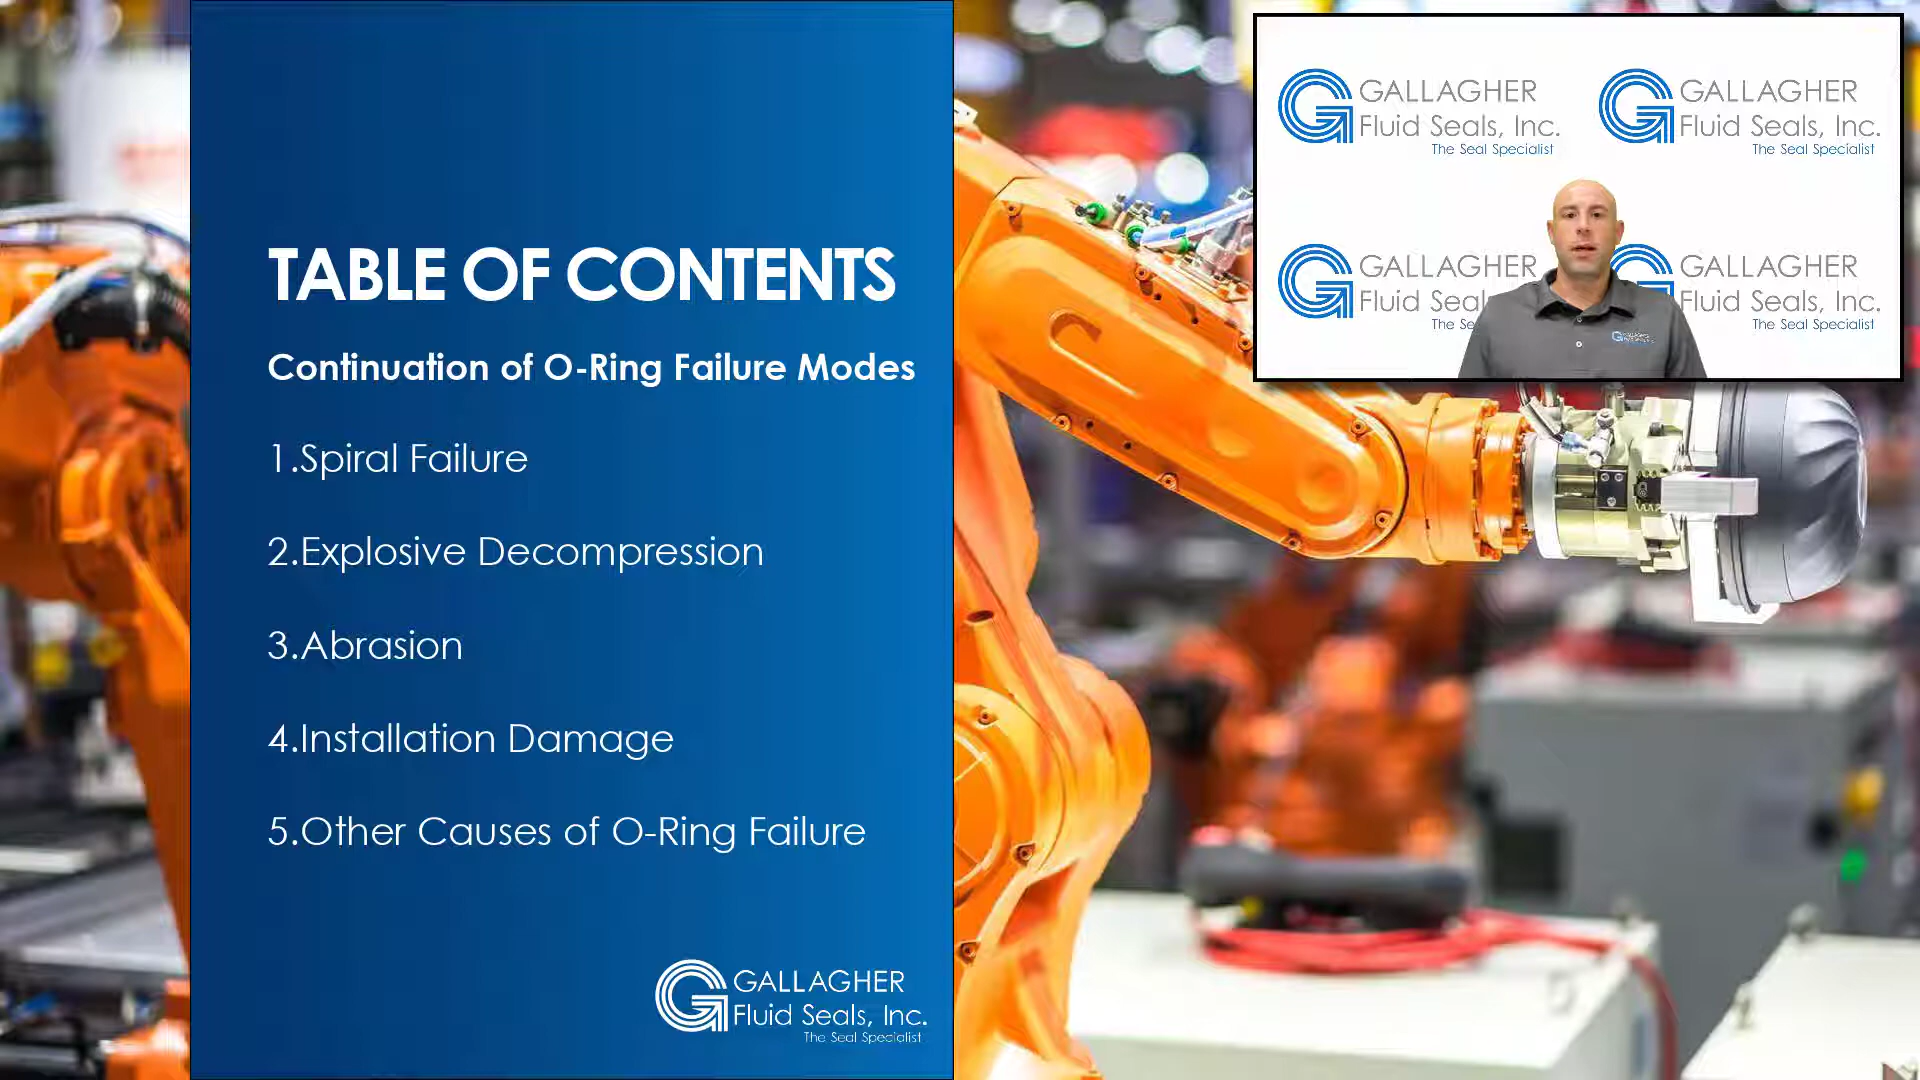 TABLE OF CONTENTS
Continuation of O-Ring Failure Modes
1.Spiral Failure
2.Explosive Decompression
3.Abrasion
4.Installation Damage
5.Other Causes of O-Ring Failure
GALLAGHER
Fluid Seals, Inc.
The Seal Specialist
GALLAGHER
Fluid Seals, Inc.
The Seal Specialist
GALLAGHER
Fluid Seals, Inc.
The Seal Specialist
GALLAGHER
Fluid Seal
The Se
GALLAGHER
Fluid Seals, Inc.
The Seal Specialist